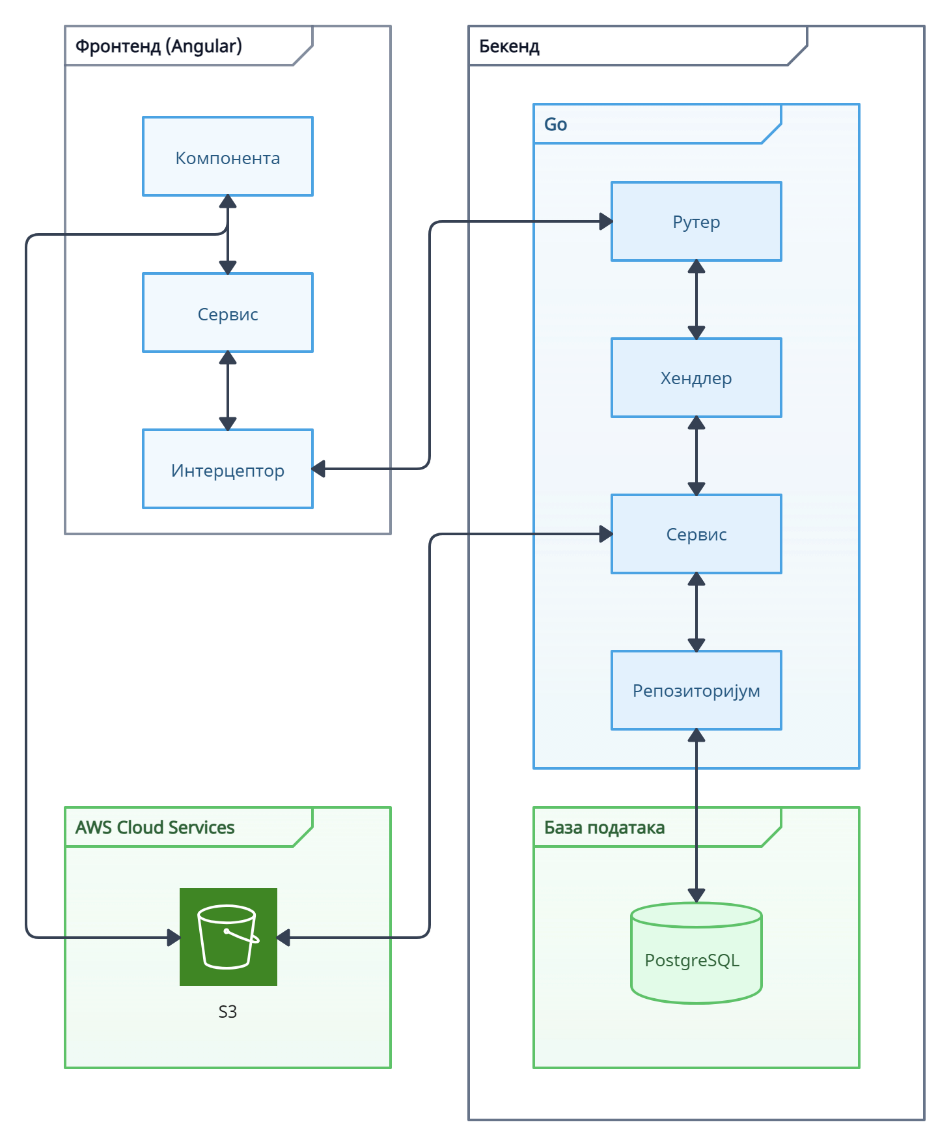 Фронтенд (Angular)
Компонента
Сервис
Интерцептор
Бекенд
Go
Рутер
Хендлер
Сервис
Репозиторијум
AWS Cloud Services
S3
База података
PostgreSQL